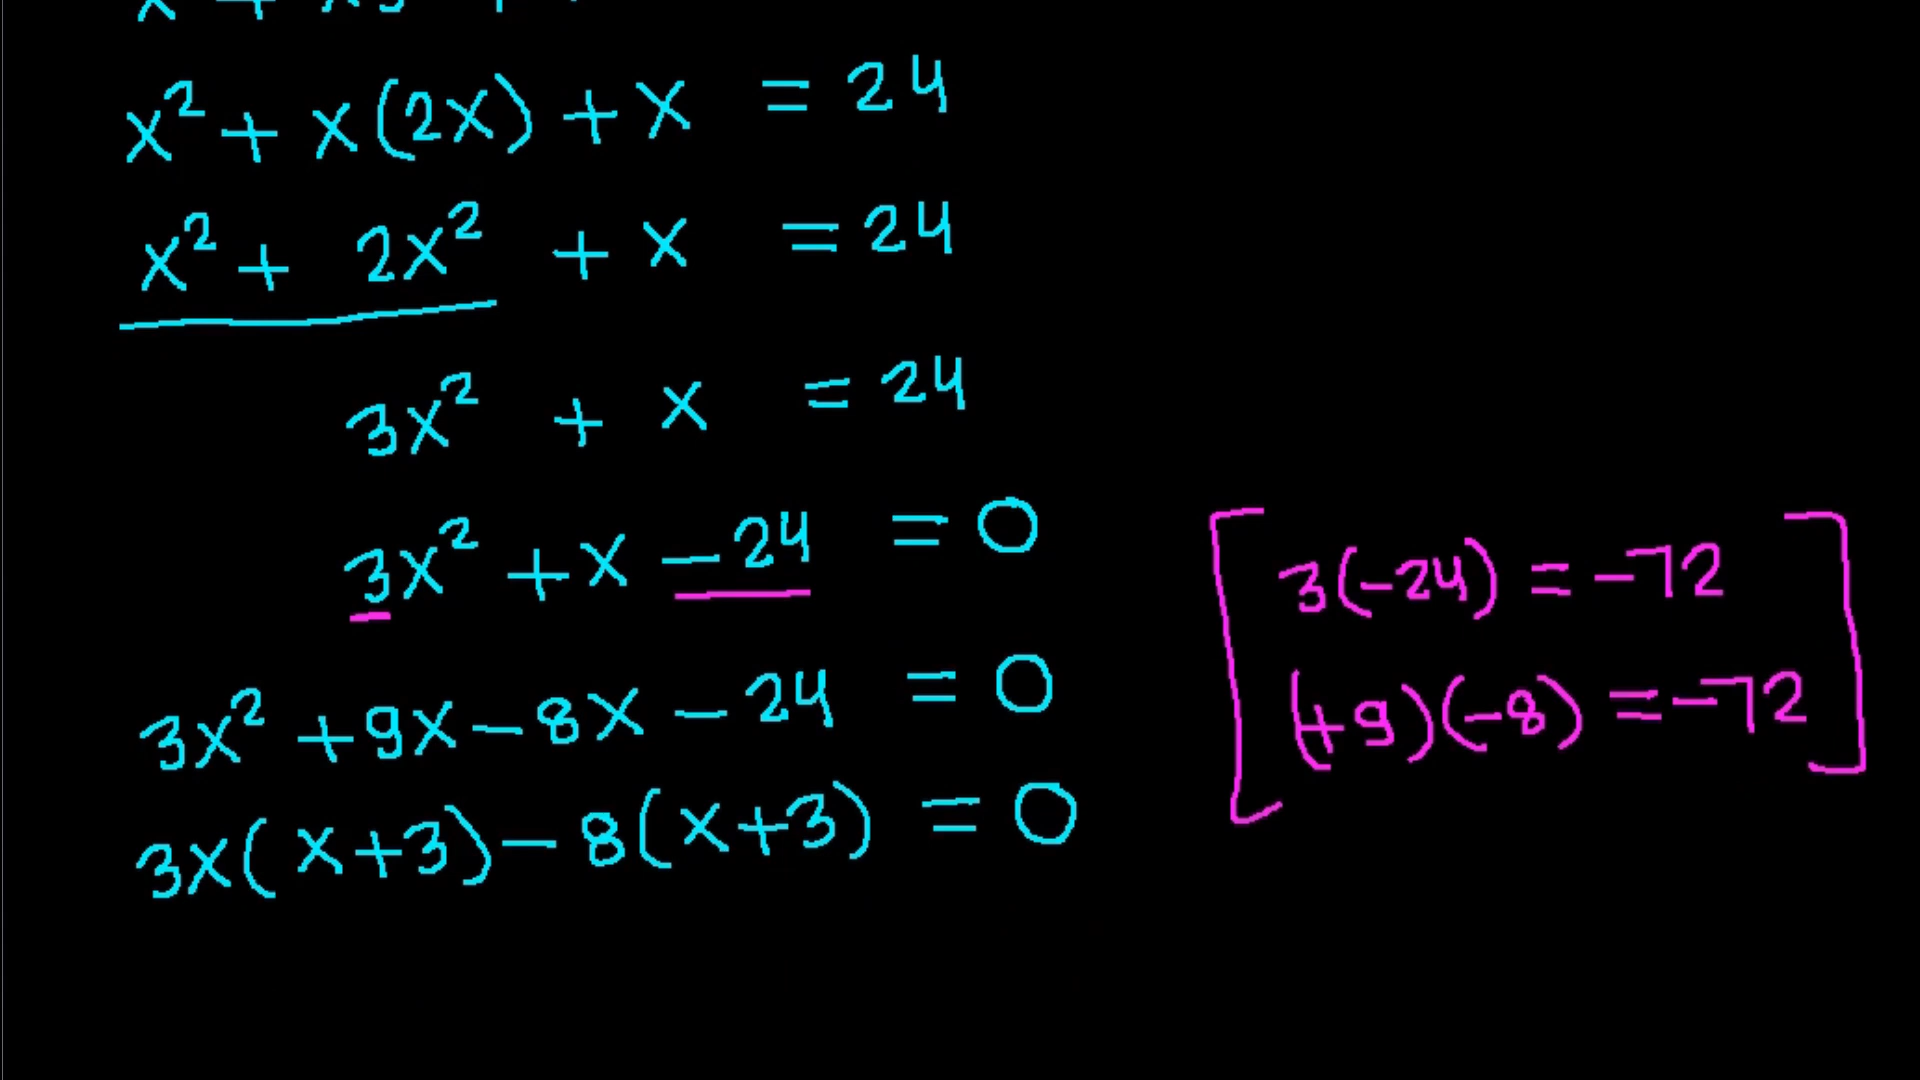 x² + x(2x) + x = 24
x² + 2x² + x = 24
3x² + x = 24
3x² + x - 24 = 0
3(-24) = -72
3x² + 9x - 8x - 24 = 0
(+9)(-8) = -72
3x(x+3) - 8(x+3) = 0